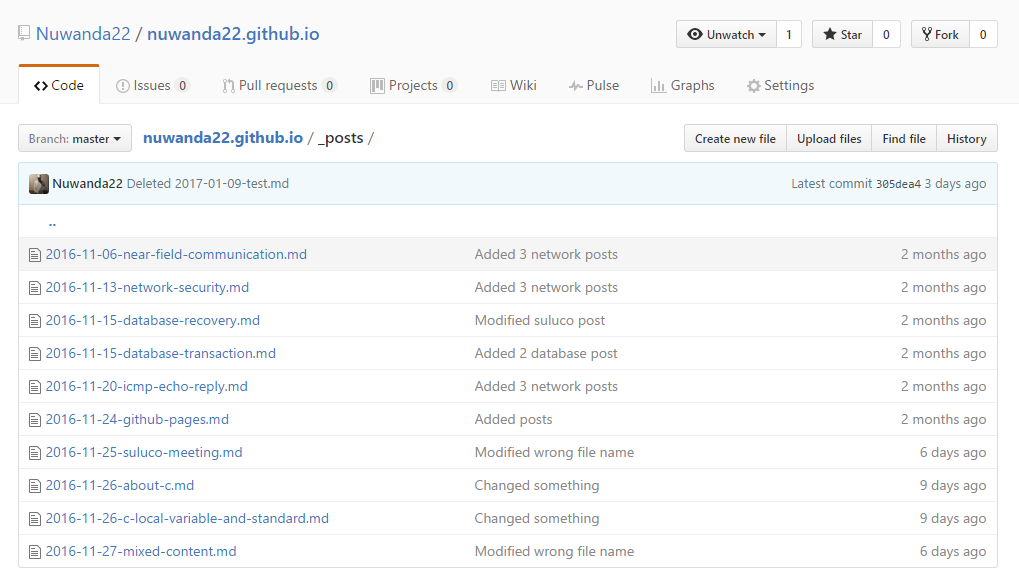 Nuwanda22 / nuwanda22.github.io Unwatch 1 Star 0 Fork 0
Code Issues 0 Pull requests 0 Projects 0 Wiki Pulse Graphs Settings
Branch: master nuwanda22.github.io / _posts / Create new file Upload files Find file History
Nuwanda22 Deleted 2017-01-09-test.md Latest commit 305dea4 3 days ago
..
2016-11-06-near-field-communication.md Added 3 network posts 2 months ago
2016-11-13-network-security.md Added 3 network posts 2 months ago
2016-11-15-database-recovery.md Modified suluco post 2 months ago
2016-11-15-database-transaction.md Added 2 database post 2 months ago
2016-11-20-icmp-echo-reply.md Added 3 network posts 2 months ago
2016-11-24-github-pages.md Added posts 2 months ago
2016-11-25-suluco-meeting.md Modified wrong file name 6 days ago
2016-11-26-about-c.md Changed something 9 days ago
2016-11-26-c-local-variable-and-standard.md Changed something 9 days ago
2016-11-27-mixed-content.md Modified wrong file name 6 days ago